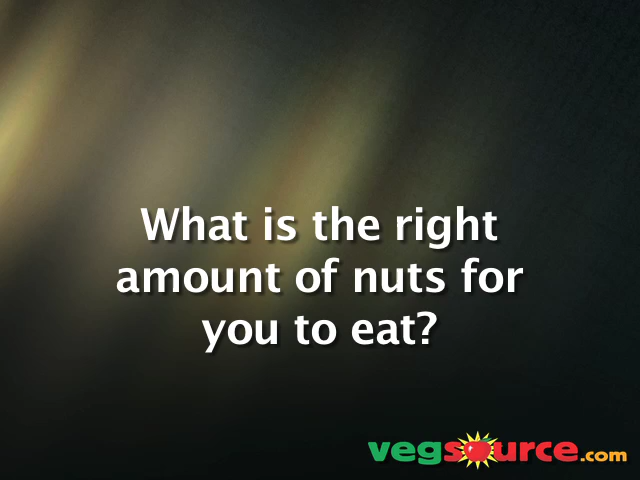 What is the right
amount of nuts for
you to eat?
vegsource.com